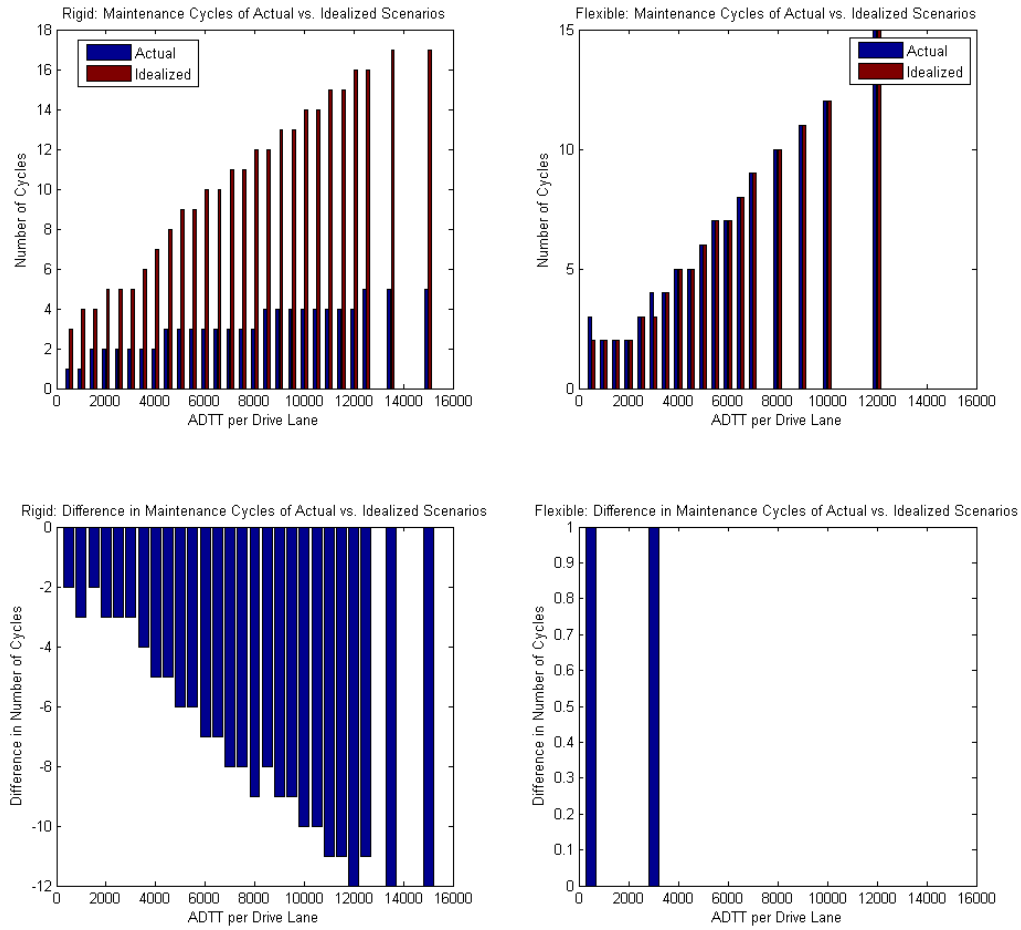 Rigid: Maintenance Cycles of Actual vs. Idealized Scenarios
18
16
14
12
10
8
6
4
2
0
Number of Cycles
Actual
Idealized
0 2000 4000 6000 8000 10000 12000 14000 16000
ADTT per Drive Lane
Flexible: Maintenance Cycles of Actual vs. Idealized Scenarios
15
10
5
0
Number of Cycles
Actual
Idealized
0 2000 4000 6000 8000 10000 12000 14000 16000
ADTT per Drive Lane
Rigid: Difference in Maintenance Cycles of Actual vs. Idealized Scenarios
0
-2
-4
-6
-8
-10
-12
Difference in Number of Cycles
0 2000 4000 6000 8000 10000 12000 14000 16000
ADTT per Drive Lane
Flexible: Difference in Maintenance Cycles of Actual vs. Idealized Scenarios
1
0.9
0.8
0.7
0.6
0.5
0.4
0.3
0.2
0.1
0
Difference in Number of Cycles
0 2000 4000 6000 8000 10000 12000 14000 16000
ADTT per Drive Lane